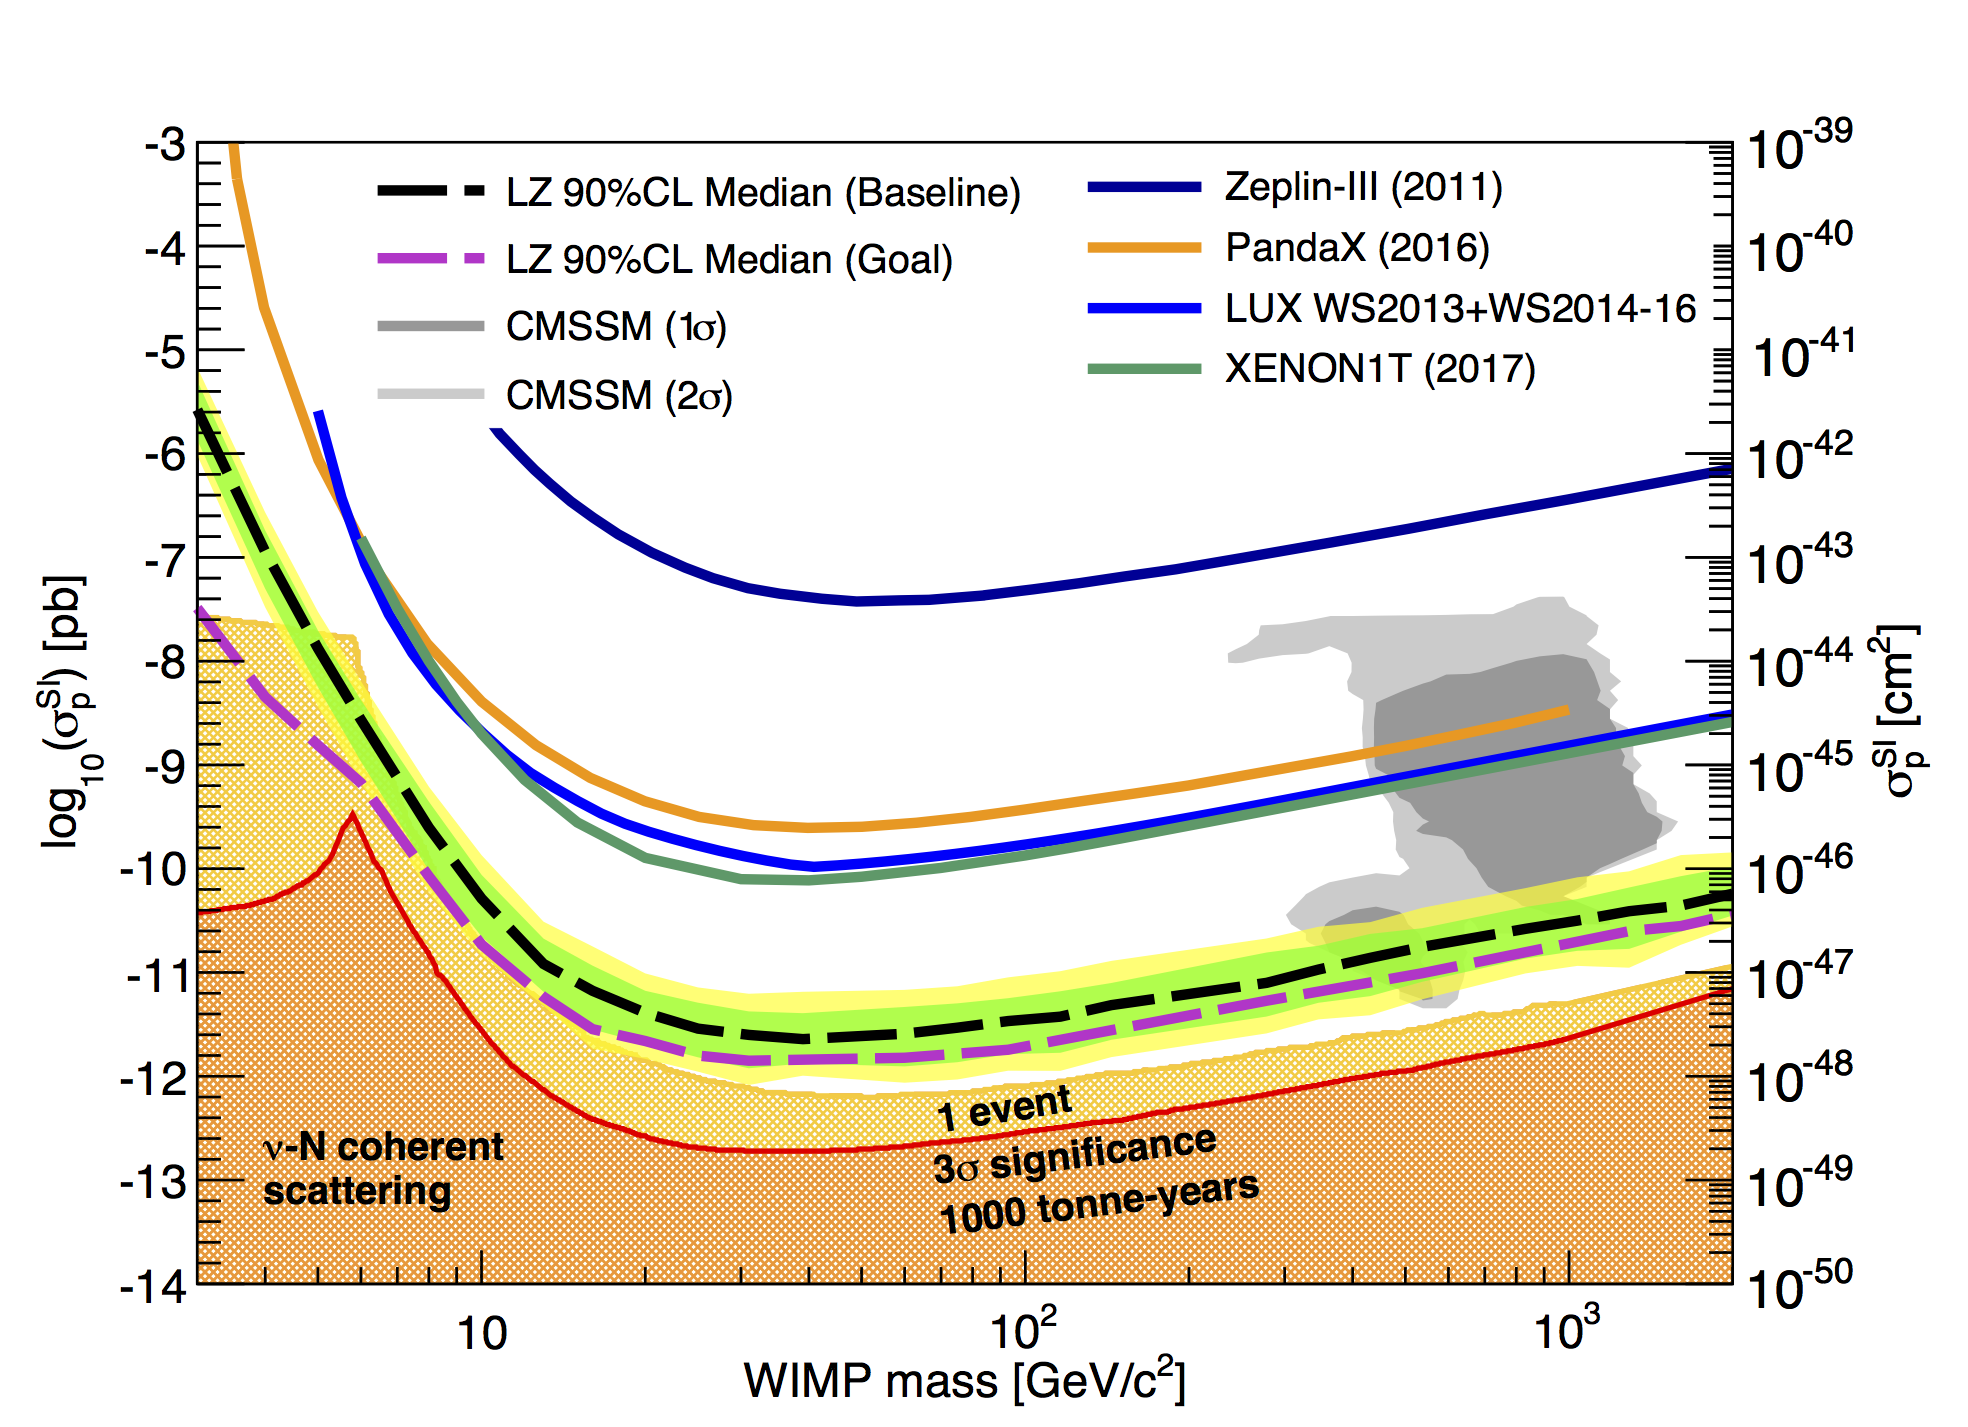 -3
-4
-5
-6
-7
-8
-9
-10
-11
-12
-13
-14
log₁₀(σₚˢᴵ) [pb]
LZ 90%CL Median (Baseline)
LZ 90%CL Median (Goal)
CMSSM (1σ)
CMSSM (2σ)
Zeplin-III (2011)
PandaX (2016)
LUX WS2013+WS2014-16
XENON1T (2017)
ν-N coherent
scattering
1 event
3σ significance
1000 tonne-years
10⁻³⁹
10⁻⁴⁰
10⁻⁴¹
10⁻⁴²
10⁻⁴³
10⁻⁴⁴
10⁻⁴⁵
10⁻⁴⁶
10⁻⁴⁷
10⁻⁴⁸
10⁻⁴⁹
10⁻⁵⁰
σₚˢᴵ [cm²]
10
10²
10³
WIMP mass [GeV/c²]